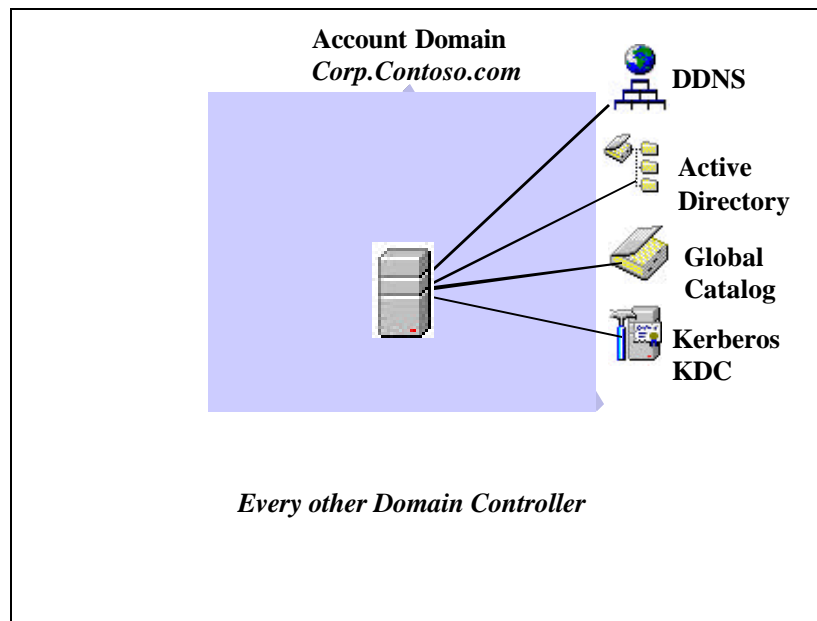 Account Domain
Corp.Contoso.com
DDNS
Active
Directory
Global
Catalog
Kerberos
KDC
Every other Domain Controller